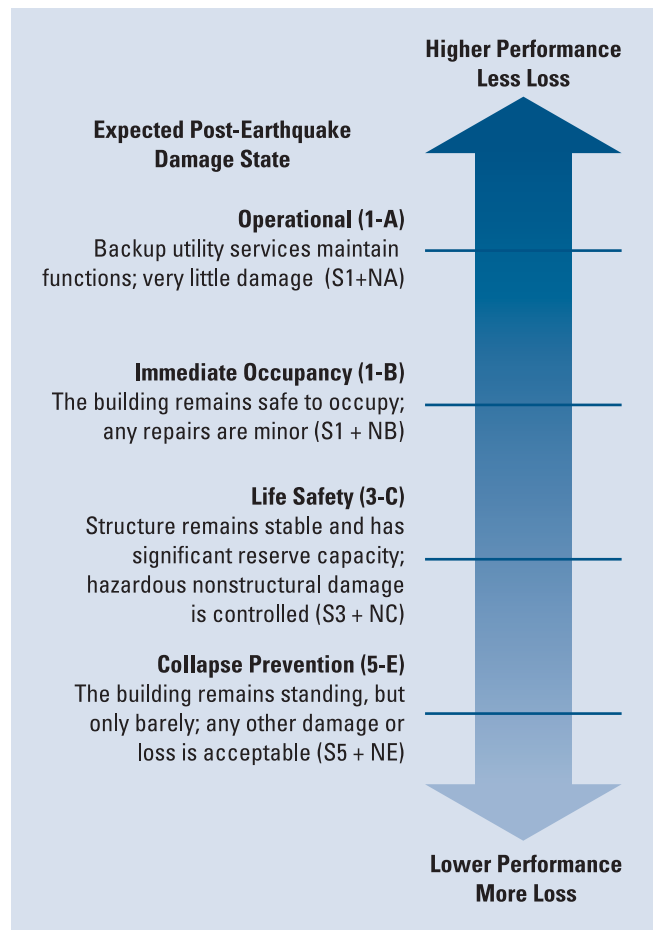 Higher Performance
Less Loss
Expected Post-Earthquake
Damage State
Operational (1-A)
Backup utility services maintain
functions; very little damage (S1+NA)
Immediate Occupancy (1-B)
The building remains safe to occupy;
any repairs are minor (S1 + NB)
Life Safety (3-C)
Structure remains stable and has
significant reserve capacity;
hazardous nonstructural damage
is controlled (S3 + NC)
Collapse Prevention (5-E)
The building remains standing, but
only barely; any other damage or
loss is acceptable (S5 + NE)
Lower Performance
More Loss